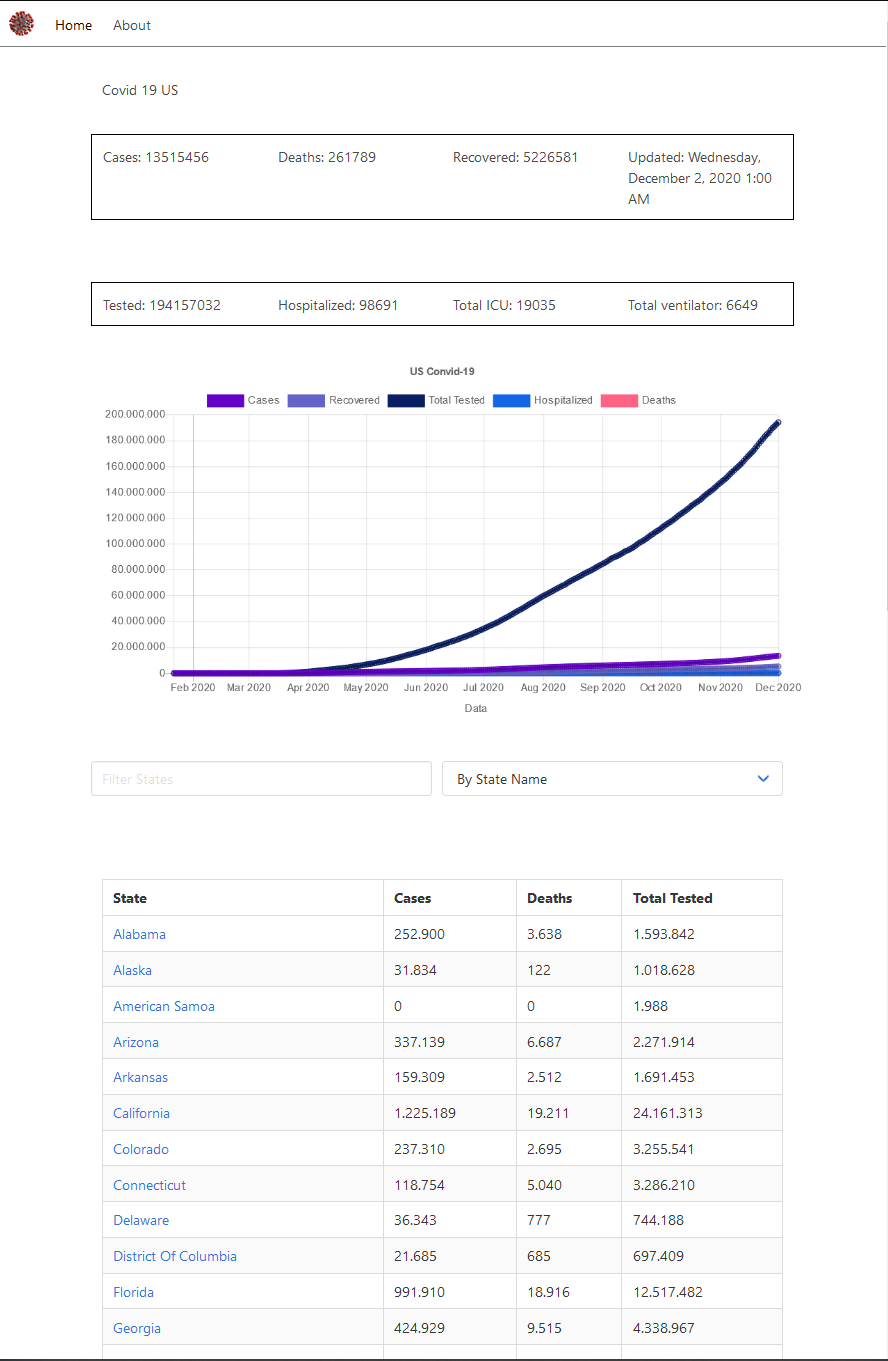 Home About
Covid 19 US
Cases: 13515456 Deaths: 261789 Recovered: 5226581 Updated: Wednesday,
December 2, 2020 1:00
AM
Tested: 194157032 Hospitalized: 98691 Total ICU: 19035 Total ventilator: 6649
US Convid-19
Cases Recovered Total Tested Hospitalized Deaths
200.000.000
180.000.000
160.000.000
140.000.000
120.000.000
100.000.000
80.000.000
60.000.000
40.000.000
20.000.000
0
Feb 2020 Mar 2020 Apr 2020 May 2020 Jun 2020 Jul 2020 Aug 2020 Sep 2020 Oct 2020 Nov 2020 Dec 2020
Data
Filter States By State Name
State Cases Deaths Total Tested
Alabama 252.900 3.638 1.593.842
Alaska 31.834 122 1.018.628
American Samoa 0 0 1.988
Arizona 337.139 6.687 2.271.914
Arkansas 159.309 2.512 1.691.453
California 1.225.189 19.211 24.161.313
Colorado 237.310 2.695 3.255.541
Connecticut 118.754 5.040 3.286.210
Delaware 36.343 777 744.188
District Of Columbia 21.685 685 697.409
Florida 991.910 18.916 12.517.482
Georgia 424.929 9.515 4.338.967